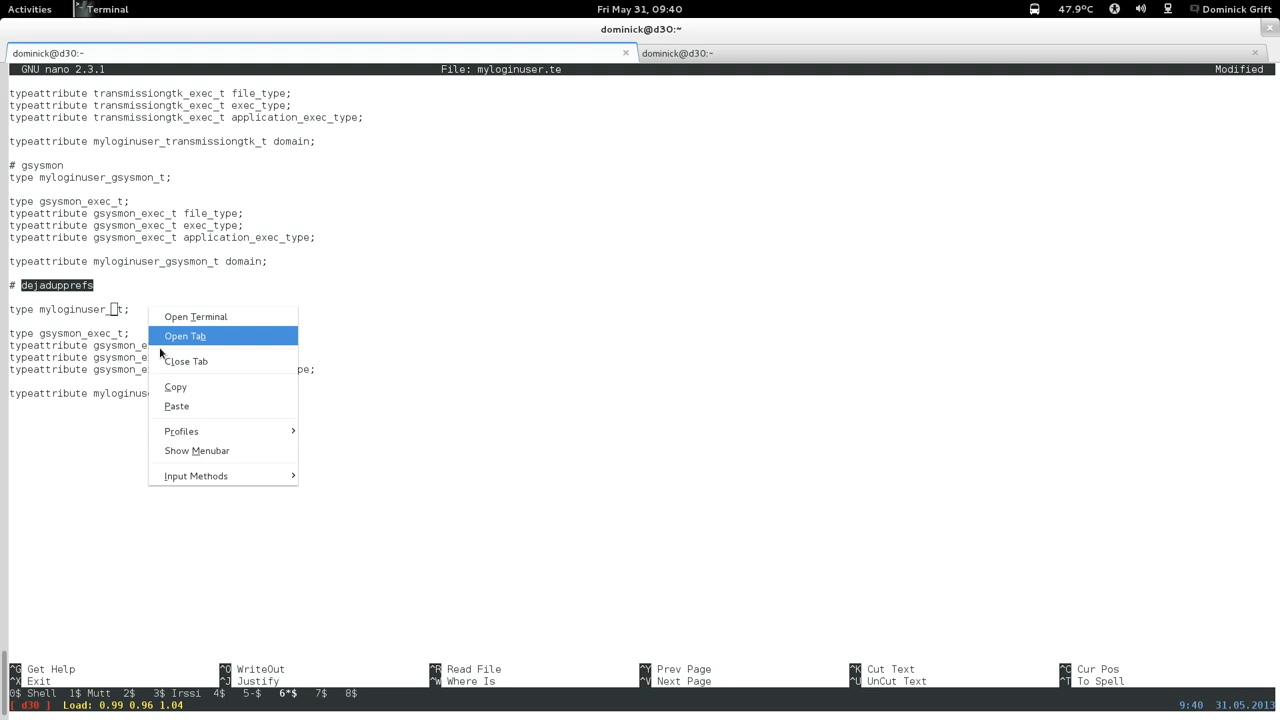 Activities Terminal Fri May 31, 09:40 47.9°C Dominick Grift
dominick@d30:~
dominick@d30:~ × dominick@d30:~ ×
GNU nano 2.3.1 File: myloginuser.te Modified
typeattribute transmissiongtk_exec_t file_type;
typeattribute transmissiongtk_exec_t exec_type;
typeattribute transmissiongtk_exec_t application_exec_type;
typeattribute myloginuser_transmissiongtk_t domain;
# gsysmon
type myloginuser_gsysmon_t;
type gsysmon_exec_t;
typeattribute gsysmon_exec_t file_type;
typeattribute gsysmon_exec_t exec_type;
typeattribute gsysmon_exec_t application_exec_type;
typeattribute myloginuser_gsysmon_t domain;
# dejadupprefs
type myloginuser_t;
type gsysmon_exec_t;
typeattribute gsysmon_e
typeattribute gsysmon_e
typeattribute gsysmon_e pe;
typeattribute myloginuse
Open Terminal
Open Tab
Close Tab
Copy
Paste
Profiles
Show Menubar
Input Methods
^G Get Help ^O WriteOut ^R Read File ^Y Prev Page ^K Cut Text ^C Cur Pos
^X Exit ^J Justify ^W Where Is ^V Next Page ^U UnCut Text ^T To Spell
0$ Shell 1$ Mutt 2$ 3$ Irssi 4$ 5-$ 6*$ 7$ 8$
[ d30 ] Load: 0.99 0.96 1.04 9:40 31.05.2013